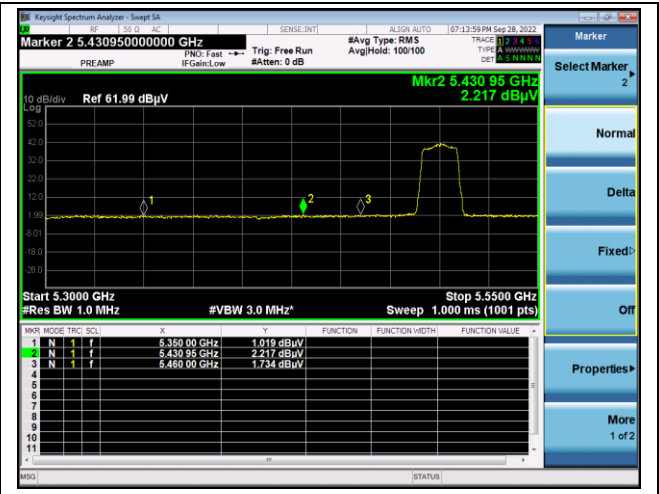 Keysight Spectrum Analyzer - Swept SA
RF 50 Ω AC SENSE:INT ALIGN AUTO 07:13:59 PM Sep 28, 2022
Marker 2 5.430950000000 GHz
PREAMP
PNO: Fast
IFGain:Low
Trig: Free Run
#Atten: 0 dB
#Avg Type: RMS
Avg|Hold: 100/100
TRACE 1 2 3 4 5 6
TYPE A WWWWW
DET A S N N N N
Mkr2 5.430 95 GHz
2.217 dBµV
10 dB/div Ref 61.99 dBµV
Log
52.0
42.0
32.0
22.0
12.0
1.99
-8.01
-18.0
-28.0
1
2
3
Start 5.3000 GHz Stop 5.5500 GHz
#Res BW 1.0 MHz #VBW 3.0 MHz* Sweep 1.000 ms (1001 pts)
MKR MODE TRC SCL X Y FUNCTION FUNCTION WIDTH FUNCTION VALUE
1 N 1 f 5.350 00 GHz 1.019 dBµV
2 N 1 f 5.430 95 GHz 2.217 dBµV
3 N 1 f 5.460 00 GHz 1.734 dBµV
4
5
6
7
8
9
10
11
MSG STATUS
Marker
Select Marker
2
Normal
Delta
Fixed
Off
Properties
More
1 of 2